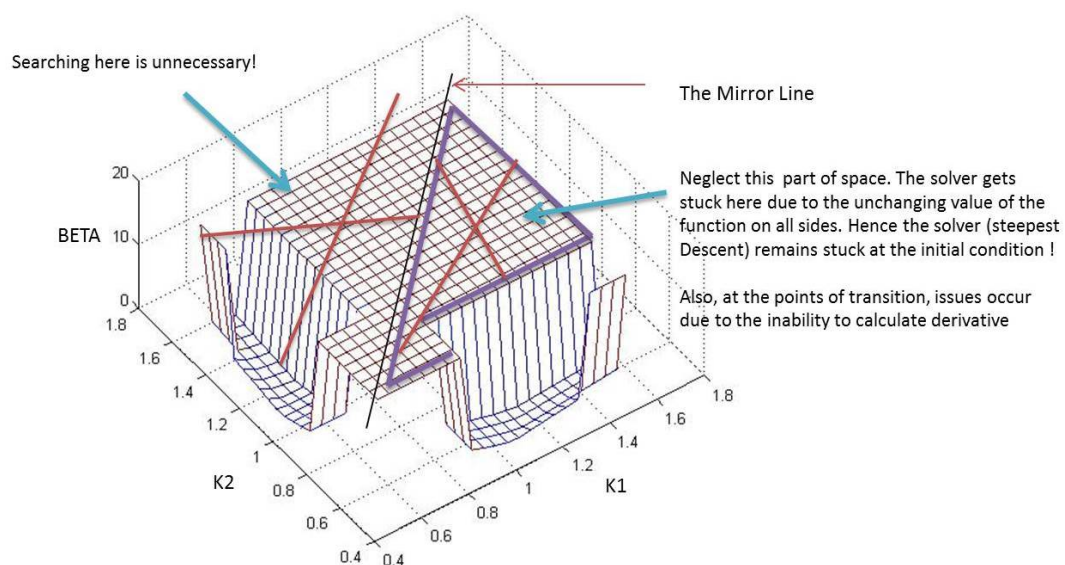 Searching here is unnecessary!
The Mirror Line
Neglect this part of space. The solver gets
stuck here due to the unchanging value of the
function on all sides. Hence the solver (steepest
Descent) remains stuck at the initial condition !
Also, at the points of transition, issues occur
due to the inability to calculate derivative
BETA
20
10
0
1.8
1.6
1.4
1.2
1
0.8
0.6
0.4
K2
0.4
0.6
0.8
1
1.2
1.4
1.6
1.8
K1